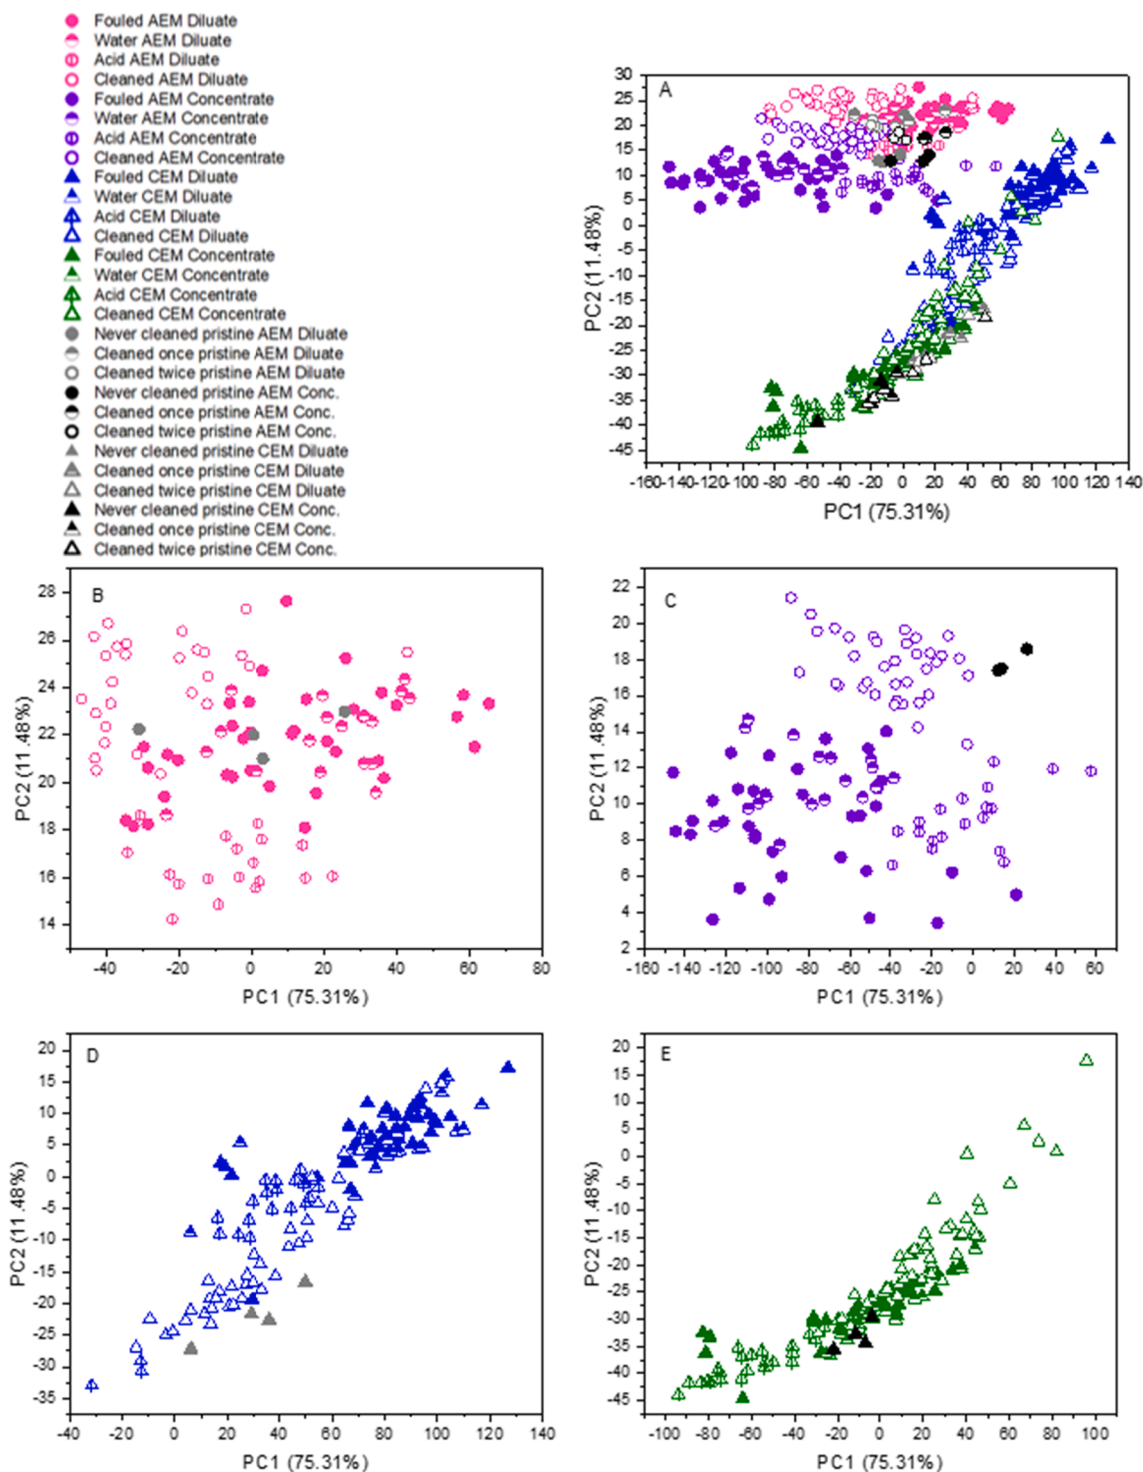 Fouled AEM Diluate
Water AEM Diluate
Acid AEM Diluate
Cleaned AEM Diluate
Fouled AEM Concentrate
Water AEM Concentrate
Acid AEM Concentrate
Cleaned AEM Concentrate
Fouled CEM Diluate
Water CEM Diluate
Acid CEM Diluate
Cleaned CEM Diluate
Fouled CEM Concentrate
Water CEM Concentrate
Acid CEM Concentrate
Cleaned CEM Concentrate
Never cleaned pristine AEM Diluate
Cleaned once pristine AEM Diluate
Cleaned twice pristine AEM Diluate
Never cleaned pristine AEM Conc.
Cleaned once pristine AEM Conc.
Cleaned twice pristine AEM Conc.
Never cleaned pristine CEM Diluate
Cleaned once pristine CEM Diluate
Cleaned twice pristine CEM Diluate
Never cleaned pristine CEM Conc.
Cleaned once pristine CEM Conc.
Cleaned twice pristine CEM Conc.
A
PC2 (11.48%)
30
25
20
15
10
5
0
-5
-10
-15
-20
-25
-30
-35
-40
-45
-160 -140 -120 -100 -80 -60 -40 -20 0 20 40 60 80 100 120 140
PC1 (75.31%)
B
PC2 (11.48%)
28
26
24
22
20
18
16
14
-40 -20 0 20 40 60 80
PC1 (75.31%)
C
PC2 (11.48%)
22
20
18
16
14
12
10
8
6
4
2
-160 -140 -120 -100 -80 -60 -40 -20 0 20 40 60
PC1 (75.31%)
D
PC2 (11.48%)
20
15
10
5
0
-5
-10
-15
-20
-25
-30
-35
-40 -20 0 20 40 60 80 100 120 140
PC1 (75.31%)
E
PC2 (11.48%)
20
15
10
5
0
-5
-10
-15
-20
-25
-30
-35
-40
-45
-100 -80 -60 -40 -20 0 20 40 60 80 100
PC1 (75.31%)